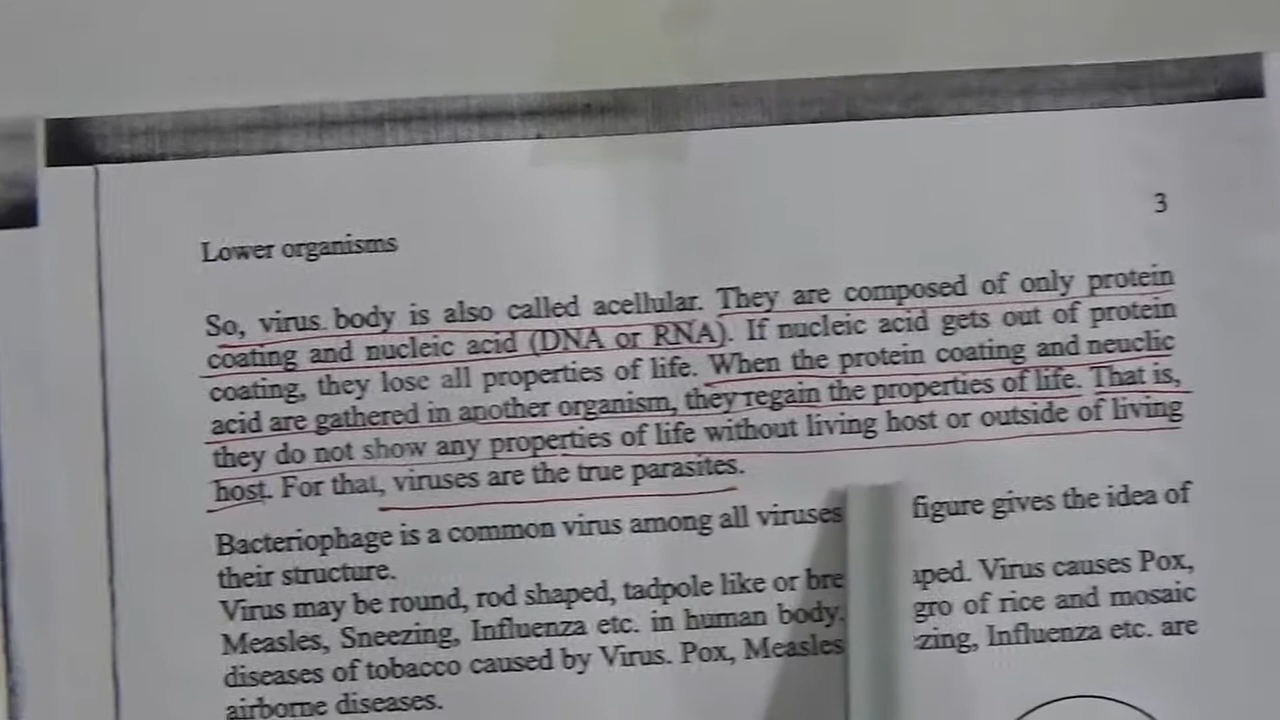 3
Lower organisms
So, virus body is also called acellular. They are composed of only protein
coating and nucleic acid (DNA or RNA). If nucleic acid gets out of protein
coating, they lose all properties of life. When the protein coating and neuclic
acid are gathered in another organism, they regain the properties of life. That is,
they do not show any properties of life without living host or outside of living
host. For that, viruses are the true parasites.
Bacteriophage is a common virus among all viruses figure gives the idea of
their structure.
Virus may be round, rod shaped, tadpole like or Virus causes Pox,
Measles, Sneezing, Influenza etc. in human body. of rice and mosaic
diseases of tobacco caused by Virus. Pox, Measles Influenza etc. are
airborne diseases.